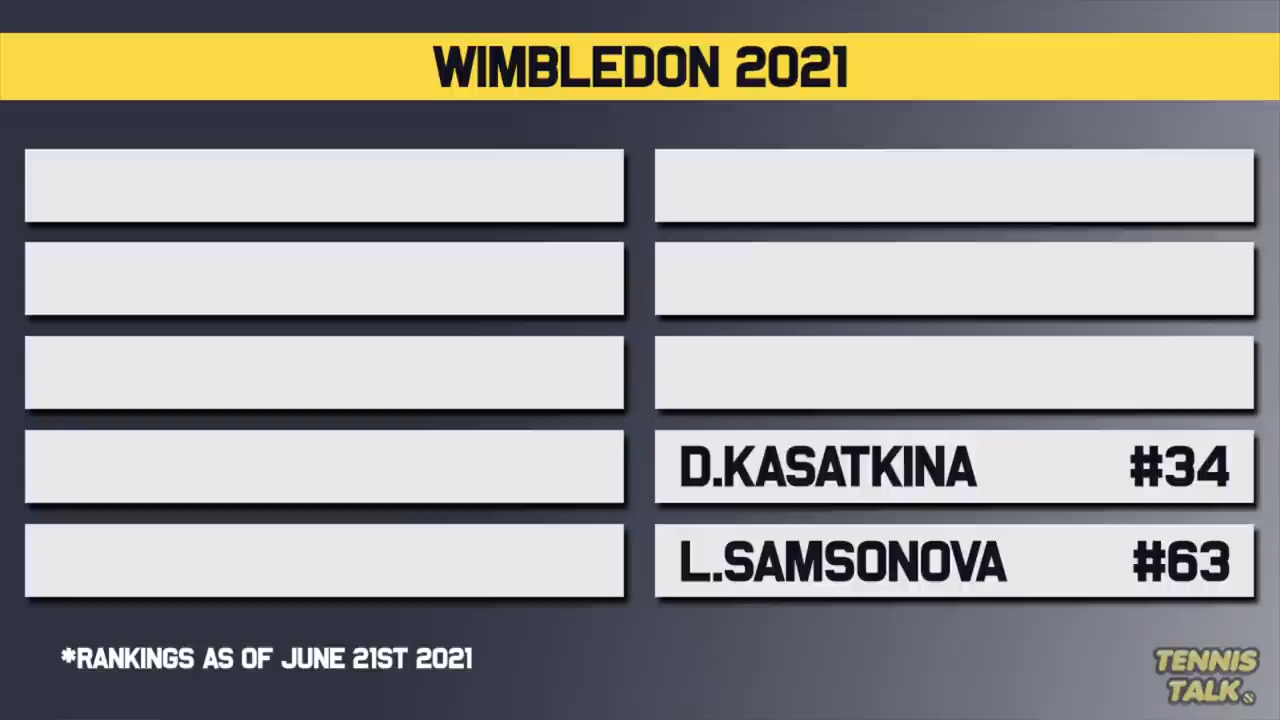 WIMBLEDON 2021
D.KASATKINA #34
L.SAMSONOVA #63
*RANKINGS AS OF JUNE 21ST 2021
TENNIS
TALK